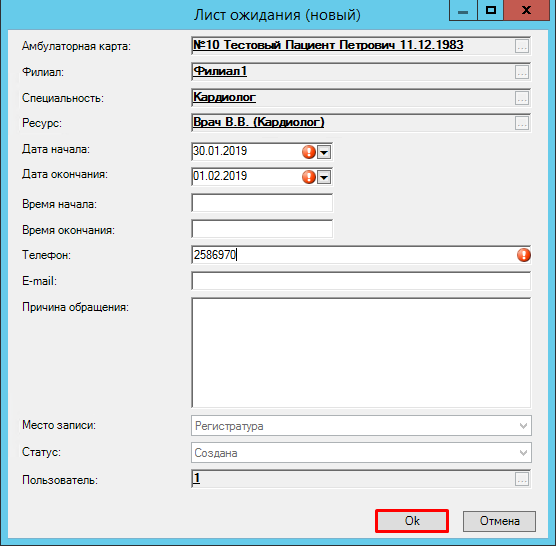 Лист ожидания (новый)
Амбулаторная карта: №10 Тестовый Пациент Петрович 11.12.1983 ...
Филиал: Филиал1 ...
Специальность: Кардиолог ...
Ресурс: Врач В.В. (Кардиолог) ...
Дата начала: 30.01.2019
Дата окончания: 01.02.2019
Время начала:
Время окончания:
Телефон: 2586970
E-mail:
Причина обращения:
Место записи: Регистратура
Статус: Создана
Пользователь: 1 ...
Ok Отмена